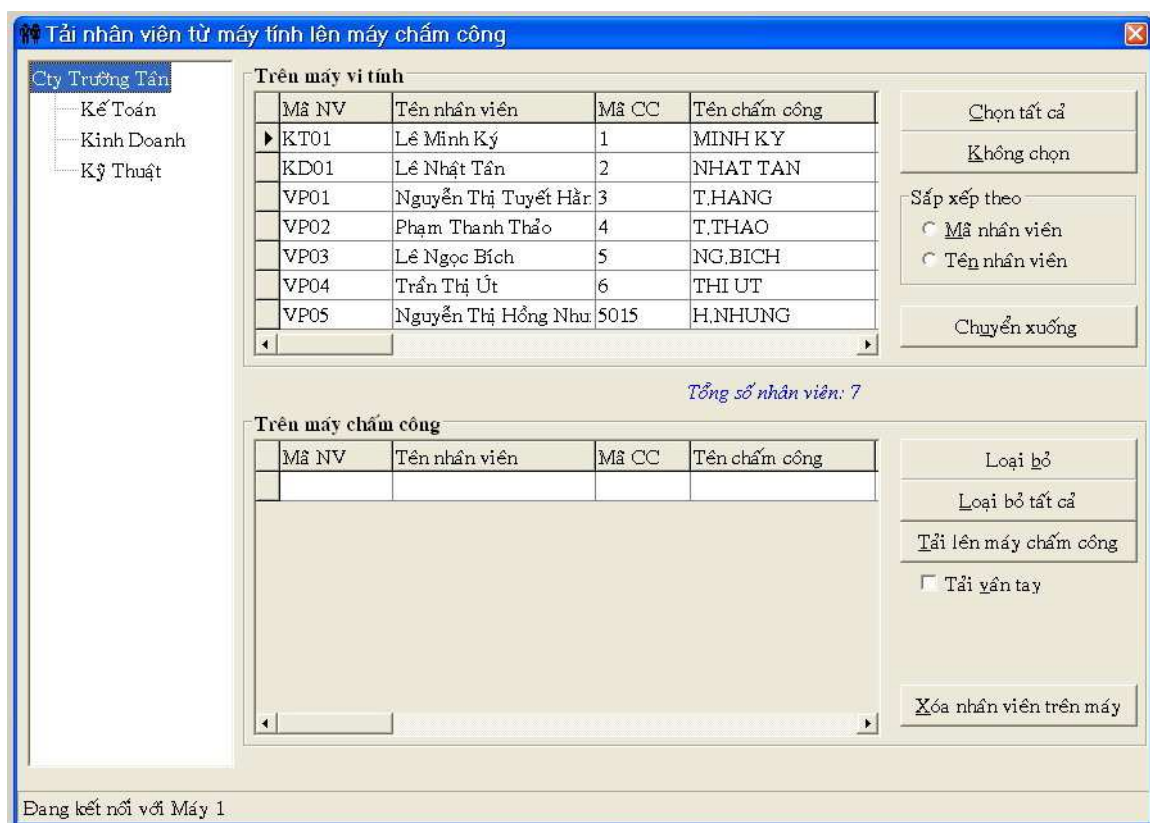 Tải nhân viên từ máy tính lên máy chấm công
Cty Trường Tân
Kế Toán
Kinh Doanh
Kỹ Thuật
Trên máy vi tính
Mã NV Tên nhân viên Mã CC Tên chấm công
KT01 Lê Minh Ký 1 MINH KY
KD01 Lê Nhật Tân 2 NHAT TAN
VP01 Nguyễn Thị Tuyết Hằn 3 T,HANG
VP02 Phạm Thanh Thảo 4 T,THAO
VP03 Lê Ngọc Bích 5 NG,BICH
VP04 Trần Thị Út 6 THI UT
VP05 Nguyễn Thị Hồng Nhu 5015 H,NHUNG
Chọn tất cả
Không chọn
Sắp xếp theo
Mã nhân viên
Tên nhân viên
Chuyển xuống
Tổng số nhân viên: 7
Trên máy chấm công
Mã NV Tên nhân viên Mã CC Tên chấm công
Loại bỏ
Loại bỏ tất cả
Tải lên máy chấm công
Tải vân tay
Xóa nhân viên trên máy
Đang kết nối với Máy 1